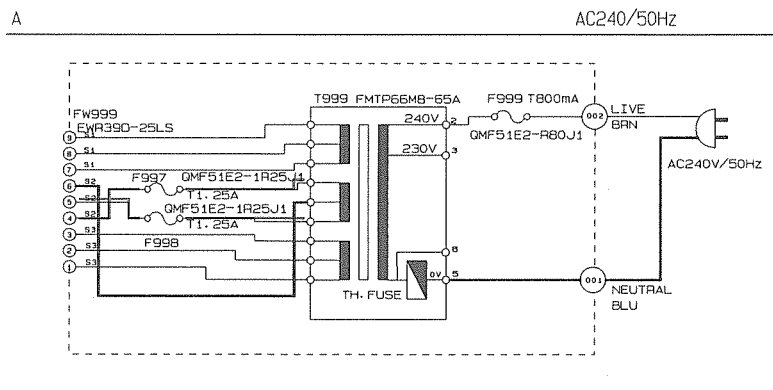 A AC240/50Hz
T999 FMTP66M8-65A F999 T800mA
FW999 240V 2 002 LIVE
EWR39D-25LS BRN
9 S1 QMF51E2-R80J1
8 S1 230V 3
7 S1 AC240V/50Hz
6 S2 F997 QMF51E2-1R25J1
5 S2 T1.25A
QMF51E2-1R25J1
4 S2 T1.25A
3 S3 F998
2 S3 6
1 S3 0V 5 001 NEUTRAL
TH. FUSE BLU